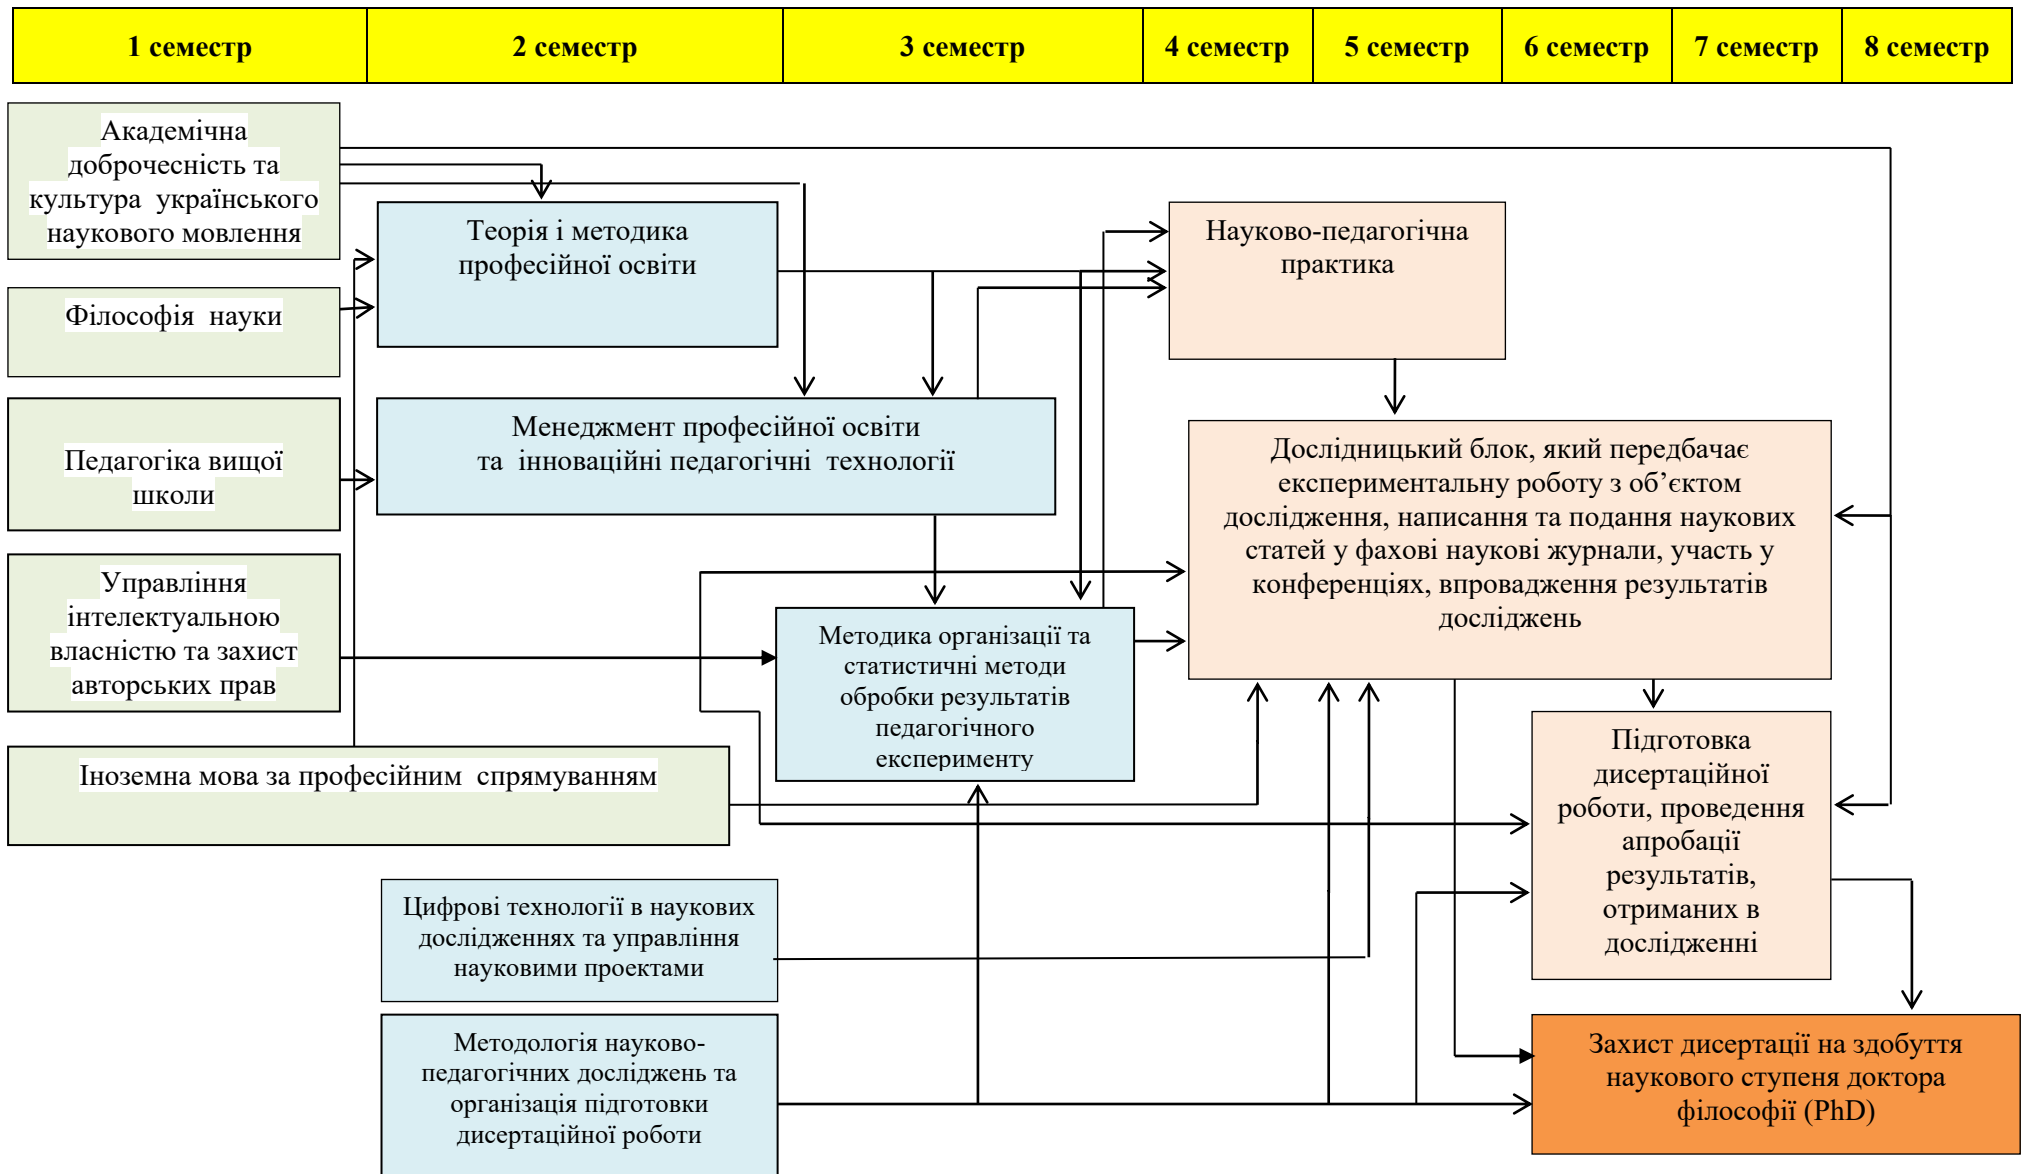 1 семестр
2 семестр
3 семестр
4 семестр
5 семестр
6 семестр
7 семестр
8 семестр
Академічна
доброчесність та
культура українського
наукового мовлення
Філософія науки
Педагогіка вищої
школи
Управління
інтелектуальною
власністю та захист
авторських прав
Іноземна мова за професійним спрямуванням
Теорія і методика
професійної освіти
Менеджмент професійної освіти
та інноваційні педагогічні технології
Методика організації та
статистичні методи
обробки результатів
педагогічного
експерименту
Цифрові технології в наукових
дослідженнях та управління
науковими проектами
Методологія науково-
педагогічних досліджень та
організація підготовки
дисертаційної роботи
Науково-педагогічна
практика
Дослідницький блок, який передбачає
експериментальну роботу з об’єктом
дослідження, написання та подання наукових
статей у фахові наукові журнали, участь у
конференціях, впровадження результатів
досліджень
Підготовка
дисертаційної
роботи, проведення
апробації
результатів,
отриманих в
дослідженні
Захист дисертації на здобуття
наукового ступеня доктора
філософії (PhD)